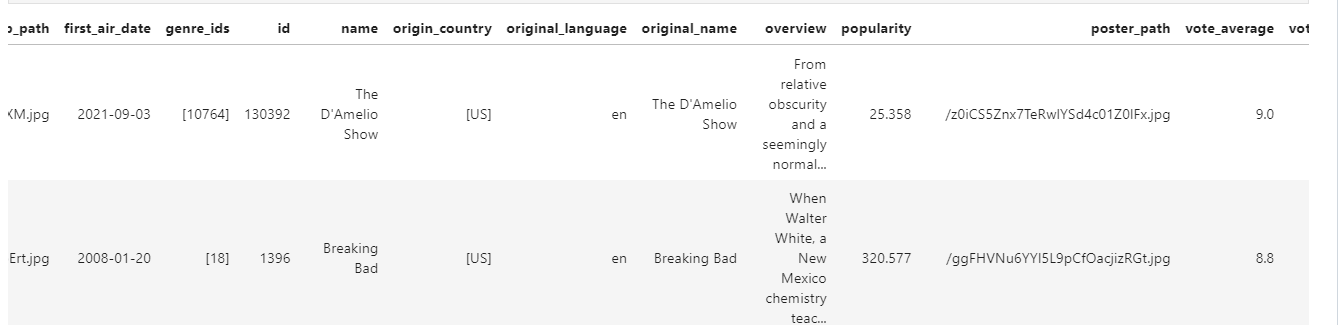 o_path first_air_date genre_ids id name origin_country original_language original_name overview popularity poster_path vote_average vot
From
relative
The obscurity
XM.jpg 2021-09-03 [10764] 130392 D'Amelio [US] en The D'Amelio and a 25.358 /z0iCS5Znx7TeRwlYSd4c01Z0lFx.jpg 9.0
Show Show seemingly
normal...
When
Walter
White, a
Ert.jpg 2008-01-20 [18] 1396 Breaking Bad [US] en Breaking Bad New 320.577 /ggFHVNu6YYI5L9pCfOacjizRGt.jpg 8.8
Mexico
chemistry
teac...